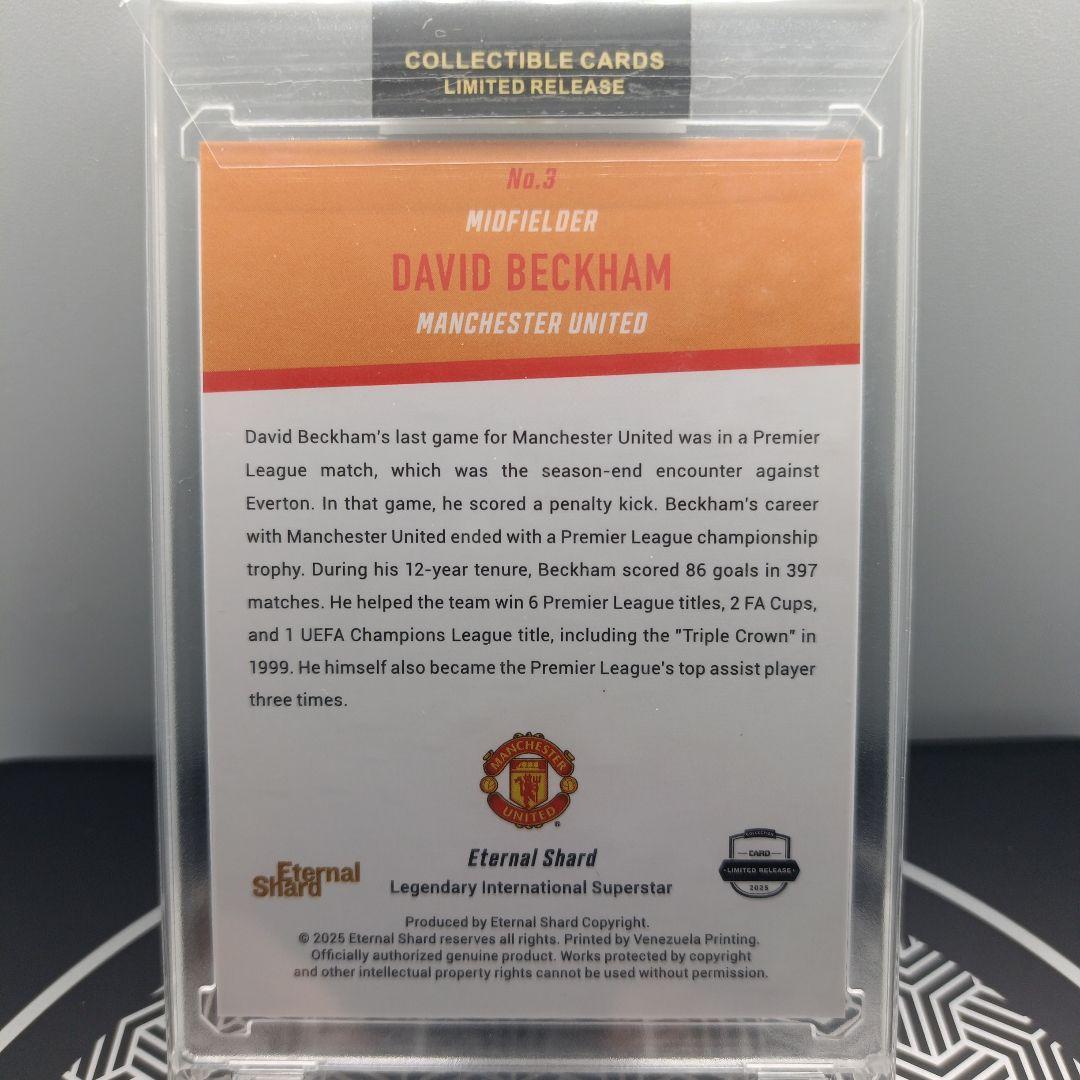 COLLECTIBLE CARDS
LIMITED RELEASE
No.3
MIDFIELDER
DAVID BECKHAM
MANCHESTER UNITED
David Beckham's last game for Manchester United was in a Premier
League match, which was the season-end encounter against
Everton. In that game, he scored a penalty kick. Beckham's career
with Manchester United ended with a Premier League championship
trophy. During his 12-year tenure, Beckham scored 86 goals in 397
matches. He helped the team win 6 Premier League titles, 2 FA Cups,
and 1 UEFA Champions League title, including the "Triple Crown" in
1999. He himself also became the Premier League's top assist player
three times.
MANCHESTER
UNITED
®
Eternal
Shard
Eternal Shard
Legendary International Superstar
COLLECTION
CARD
LIMITED RELEASE
2025
Produced by Eternal Shard Copyright.
© 2025 Eternal Shard reserves all rights. Printed by Venezuela Printing.
Officially authorized genuine product. Works protected by copyright
and other intellectual property rights cannot be used without permission.